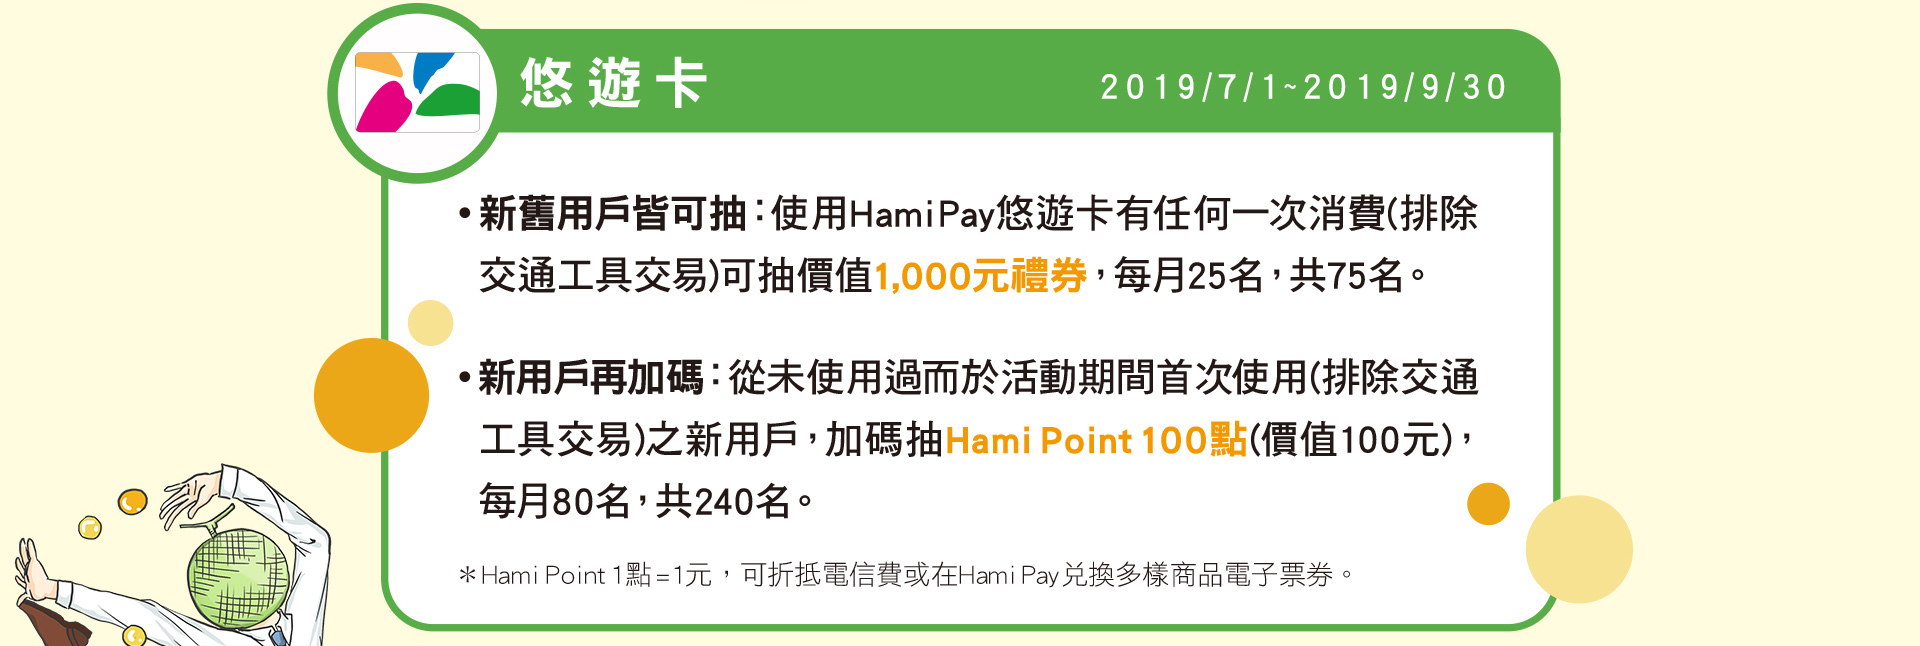 悠遊卡
2019/7/1~2019/9/30
•新舊用戶皆可抽：使用HamiPay悠遊卡有任何一次消費(排除
交通工具交易)可抽價值1,000元禮券，每月25名，共75名。
•新用戶再加碼：從未使用過而於活動期間首次使用(排除交通
工具交易)之新用戶，加碼抽Hami Point 100點(價值100元)，
每月80名，共240名。
＊Hami Point 1點=1元，可折抵電信費或在Hami Pay兌換多樣商品電子票券。